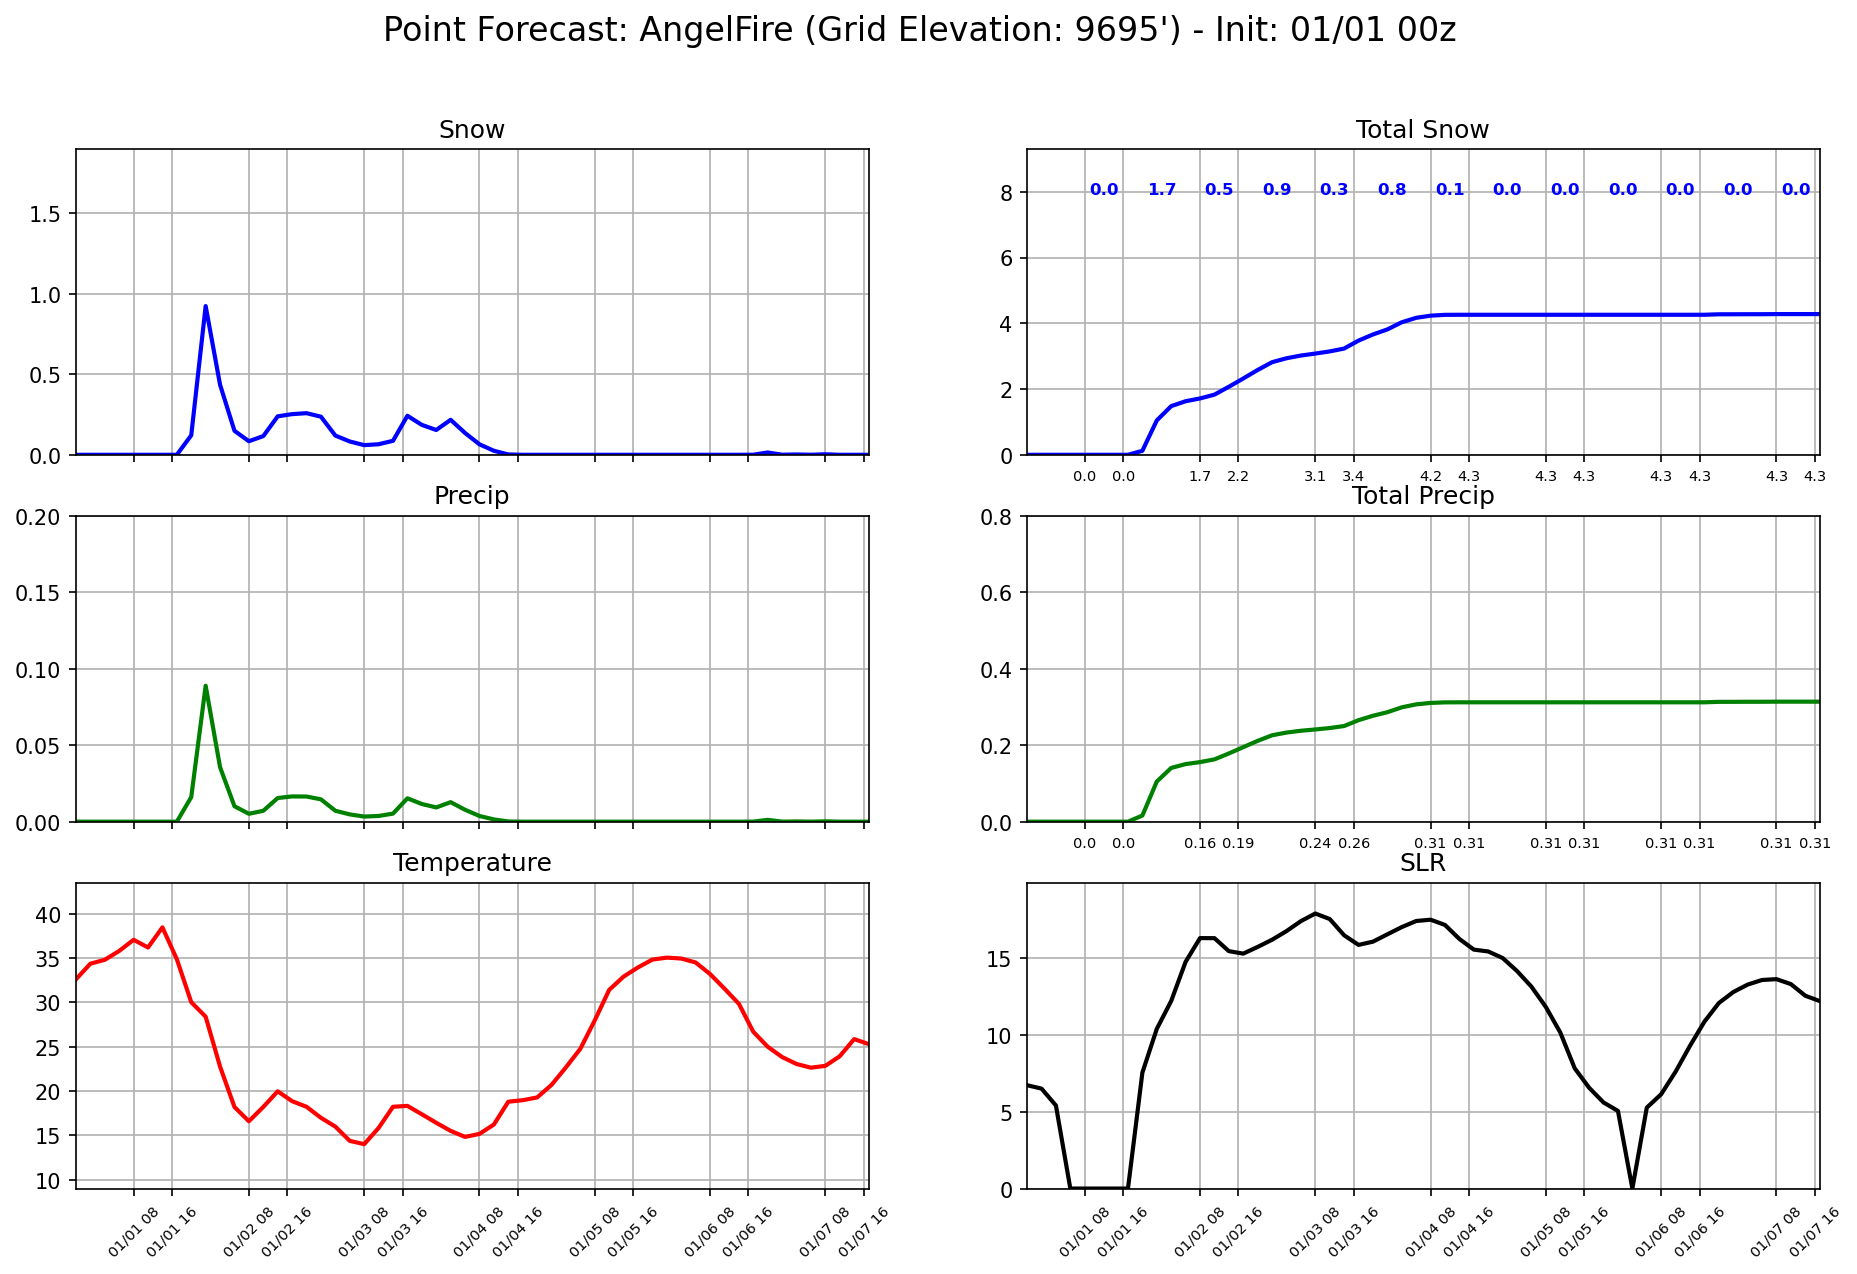 Point Forecast: AngelFire (Grid Elevation: 9695') - Init: 01/01 00z
Snow
1.5
1.0
0.5
0.0
Total Snow
8
6
4
2
0
0.0 1.7 0.5 0.9 0.3 0.8 0.1 0.0 0.0 0.0 0.0 0.0 0.0
0.0 0.0 1.7 2.2 3.1 3.4 4.2 4.3 4.3 4.3 4.3 4.3 4.3 4.3
Precip
0.20
0.15
0.10
0.05
0.00
Total Precip
0.8
0.6
0.4
0.2
0.0
0.0 0.0 0.16 0.19 0.24 0.26 0.31 0.31 0.31 0.31 0.31 0.31 0.31 0.31
Temperature
40
35
30
25
20
15
10
01/01 08 01/01 16 01/02 08 01/02 16 01/03 08 01/03 16 01/04 08 01/04 16 01/05 08 01/05 16 01/06 08 01/06 16 01/07 08 01/07 16
SLR
15
10
5
0
01/01 08 01/01 16 01/02 08 01/02 16 01/03 08 01/03 16 01/04 08 01/04 16 01/05 08 01/05 16 01/06 08 01/06 16 01/07 08 01/07 16